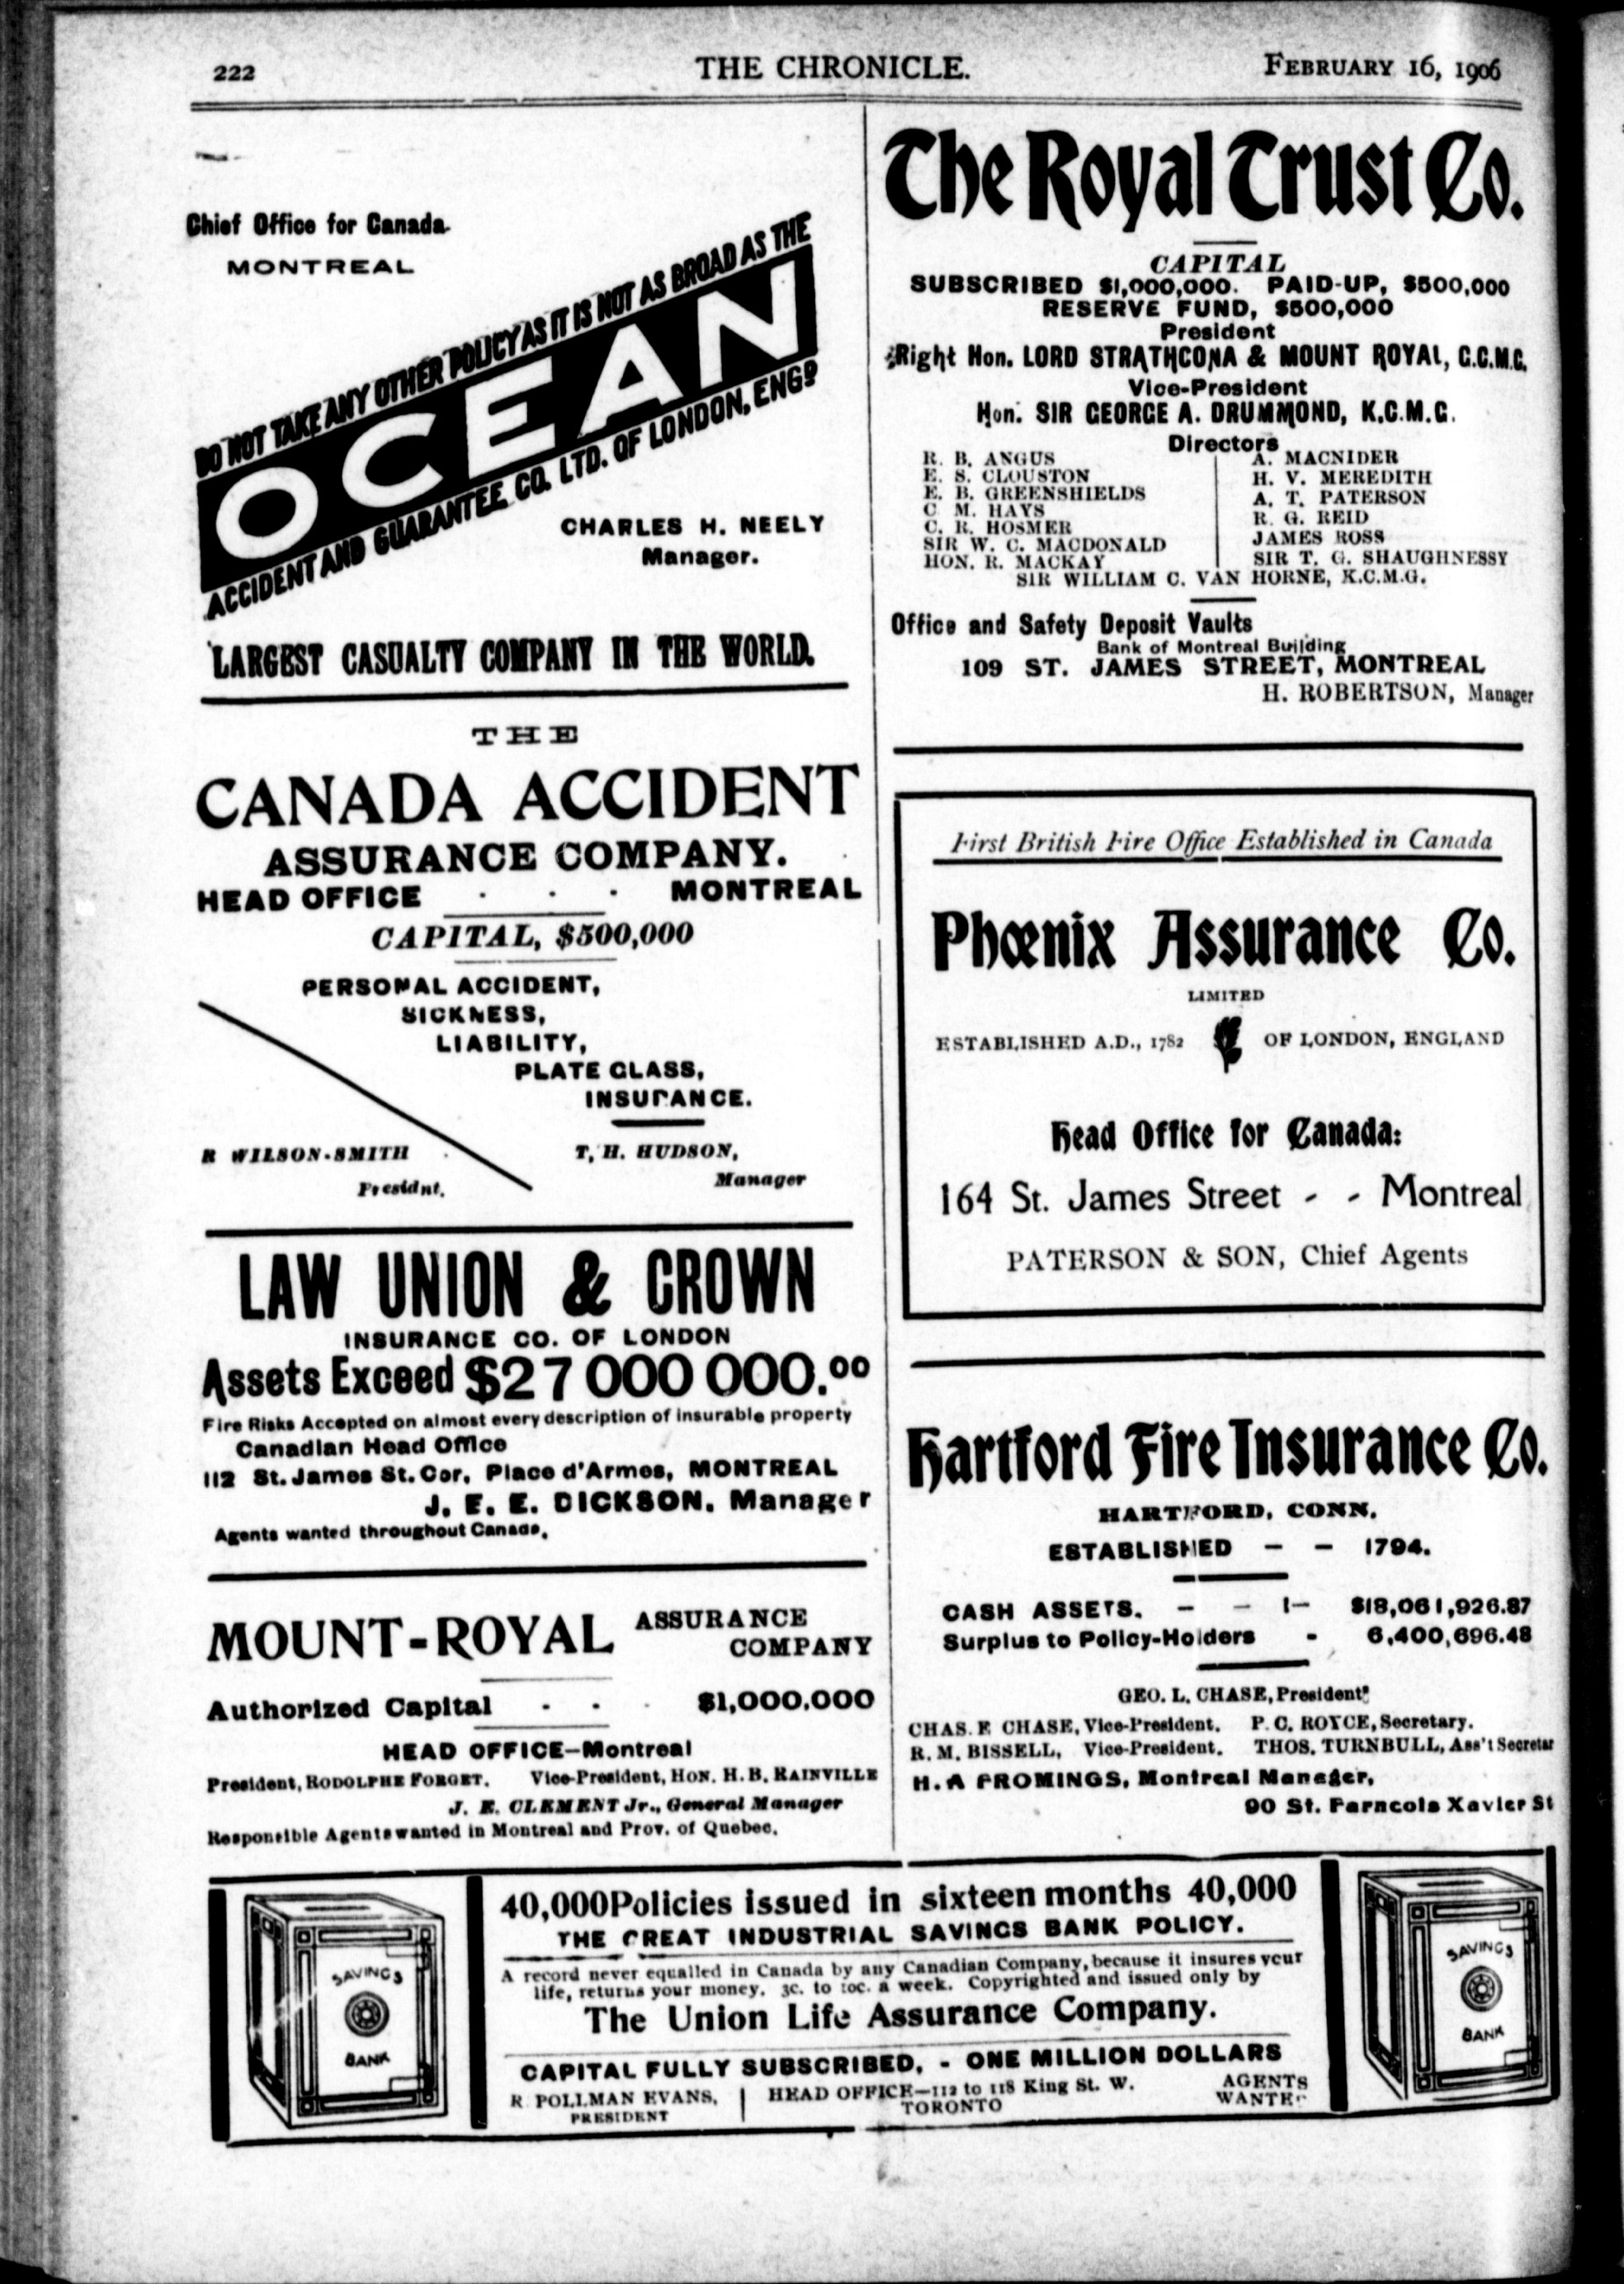 222 THE CHRONICLE. FEBRUARY 16, 1906
Chief Office for Canada.
MONTREAL
DO NOT TAKE ANY OTHER POLICY AS IT IS NOT AS BROAD AS THE
OCEAN
ACCIDENT AND GUARANTEE CO. LTD. OF LONDON, ENGD
CHARLES H. NEELY
Manager.
LARGEST CASUALTY COMPANY IN THE WORLD.
THE
CANADA ACCIDENT
ASSURANCE COMPANY.
HEAD OFFICE . . . MONTREAL
CAPITAL, $500,000
PERSONAL ACCIDENT,
SICKNESS,
LIABILITY,
PLATE GLASS,
INSURANCE.
R WILSON-SMITH
Presidnt.
T, H. HUDSON,
Manager
LAW UNION & CROWN
INSURANCE CO. OF LONDON
Assets Exceed $27 000 000.00
Fire Risks Accepted on almost every description of insurable property
Canadian Head Office
112 St. James St. Cor. Place d'Armes, MONTREAL
J. E. E. DICKSON. Manager
Agents wanted throughout Canada.
MOUNT-ROYAL ASSURANCE
COMPANY
Authorized Capital - - - $1,000,000
HEAD OFFICE—Montreal
President, RODOLPHE FORGET. Vice-President, HON. H. B. RAINVILLE
J. E. CLEMENT Jr., General Manager
Responsible Agents wanted in Montreal and Prov. of Quebec.
The Royal Trust Co.
CAPITAL
SUBSCRIBED $1,000,000. PAID-UP, $500,000
RESERVE FUND, $500,000
President
Right Hon. LORD STRATHCONA & MOUNT ROYAL, G.C.M.G.
Vice-President
Hon. SIR GEORGE A. DRUMMOND, K.C.M.G.
Directors
R. B. ANGUS
E. S. CLOUSTON
E. B. GREENSHIELDS
C M. HAYS
C. R. HOSMER
SIR W. C. MACDONALD
HON. R. MACKAY
A. MACNIDER
H. V. MEREDITH
A. T. PATERSON
R. G. REID
JAMES ROSS
SIR T. G. SHAUGHNESSY
SIR WILLIAM C. VAN HORNE, K.C.M.G.
Office and Safety Deposit Vaults
Bank of Montreal Building
109 ST. JAMES STREET, MONTREAL
H. ROBERTSON, Manager
First British Fire Office Established in Canada
Phœnix Assurance Co.
LIMITED
ESTABLISHED A.D., 1782 OF LONDON, ENGLAND
Head Office for Canada:
164 St. James Street - - Montreal
PATERSON & SON, Chief Agents
Hartford Fire Insurance Co.
HARTFORD, CONN.
ESTABLISHED — — 1794.
CASH ASSETS. — — — $18,061,926.87
Surplus to Policy-Holders - 6,400,696.48
GEO. L. CHASE, President
CHAS. E CHASE, Vice-President. P. C. ROYCE, Secretary.
R. M. BISSELL, Vice-President. THOS. TURNBULL, Ass't Secretar
H. A FROMINGS, Montreal Manager,
90 St. Farncois Xavier St
40,000 Policies issued in sixteen months 40,000
THE GREAT INDUSTRIAL SAVINGS BANK POLICY.
A record never equalled in Canada by any Canadian Company, because it insures your
life, returns your money. 3c. to 10c. a week. Copyrighted and issued only by
The Union Life Assurance Company.
CAPITAL FULLY SUBSCRIBED, - ONE MILLION DOLLARS
R POLLMAN EVANS,
PRESIDENT
HEAD OFFICE—112 to 118 King St. W.
TORONTO
AGENTS
WANTED
SAVINGS
BANK
SAVINGS
BANK